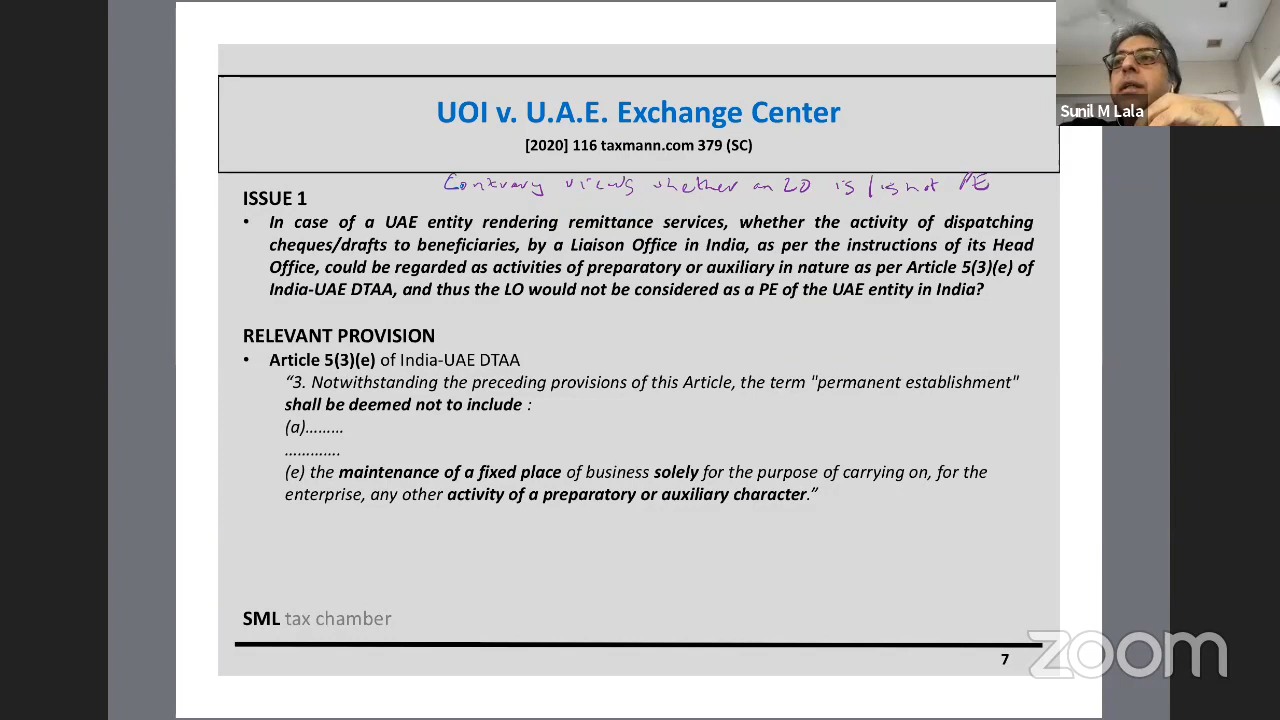 UOI v. U.A.E. Exchange Center
[2020] 116 taxmann.com 379 (SC)
Sunil M Lala
Contrary views whether an LO is / is not PE
ISSUE 1
• In case of a UAE entity rendering remittance services, whether the activity of dispatching
cheques/drafts to beneficiaries, by a Liaison Office in India, as per the instructions of its Head
Office, could be regarded as activities of preparatory or auxiliary in nature as per Article 5(3)(e) of
India-UAE DTAA, and thus the LO would not be considered as a PE of the UAE entity in India?
RELEVANT PROVISION
• Article 5(3)(e) of India-UAE DTAA
“3. Notwithstanding the preceding provisions of this Article, the term "permanent establishment"
shall be deemed not to include :
(a)………
………….
(e) the maintenance of a fixed place of business solely for the purpose of carrying on, for the
enterprise, any other activity of a preparatory or auxiliary character.”
SML tax chamber
7
zoom